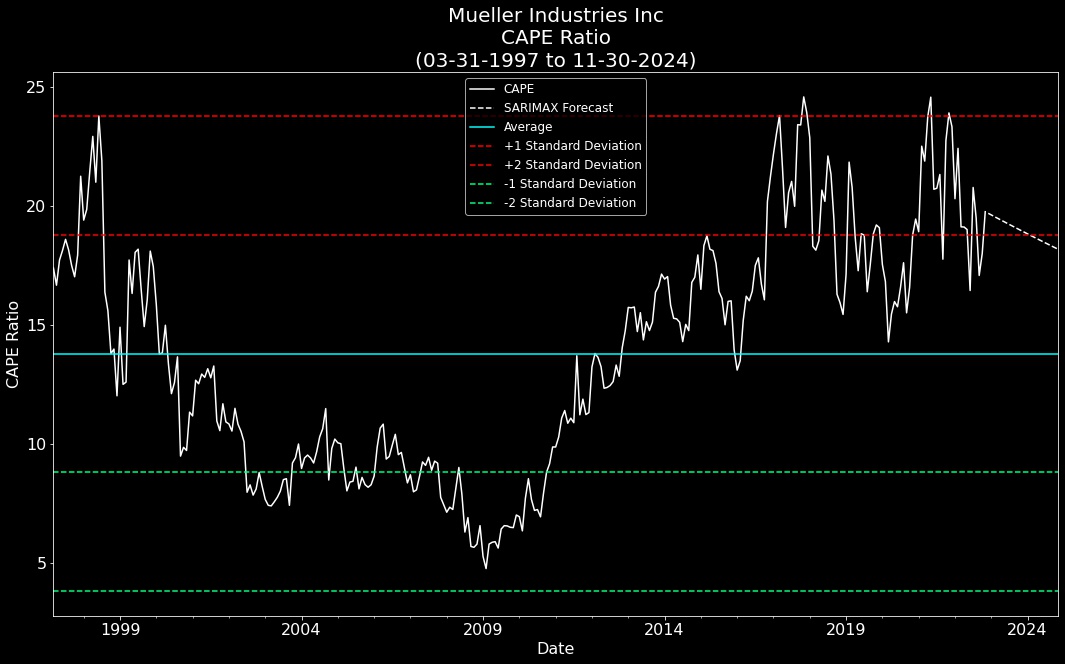 Mueller Industries Inc
CAPE Ratio
(03-31-1997 to 11-30-2024)
CAPE
SARIMAX Forecast
Average
+1 Standard Deviation
+2 Standard Deviation
-1 Standard Deviation
-2 Standard Deviation
CAPE Ratio
25
20
15
10
5
1999
2004
2009
2014
2019
2024
Date